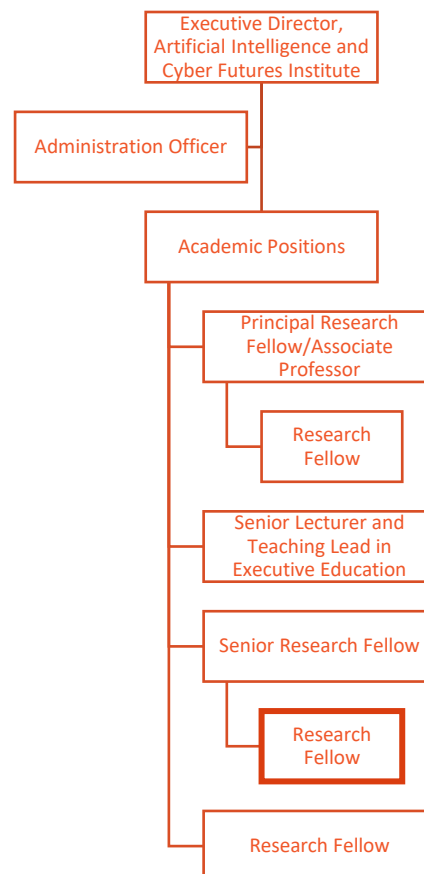 Executive Director,
Artificial Intelligence and
Cyber Futures Institute
Administration Officer
Academic Positions
Principal Research
Fellow/Associate
Professor
Research
Fellow
Senior Lecturer and
Teaching Lead in
Executive Education
Senior Research Fellow
Research
Fellow
Research Fellow